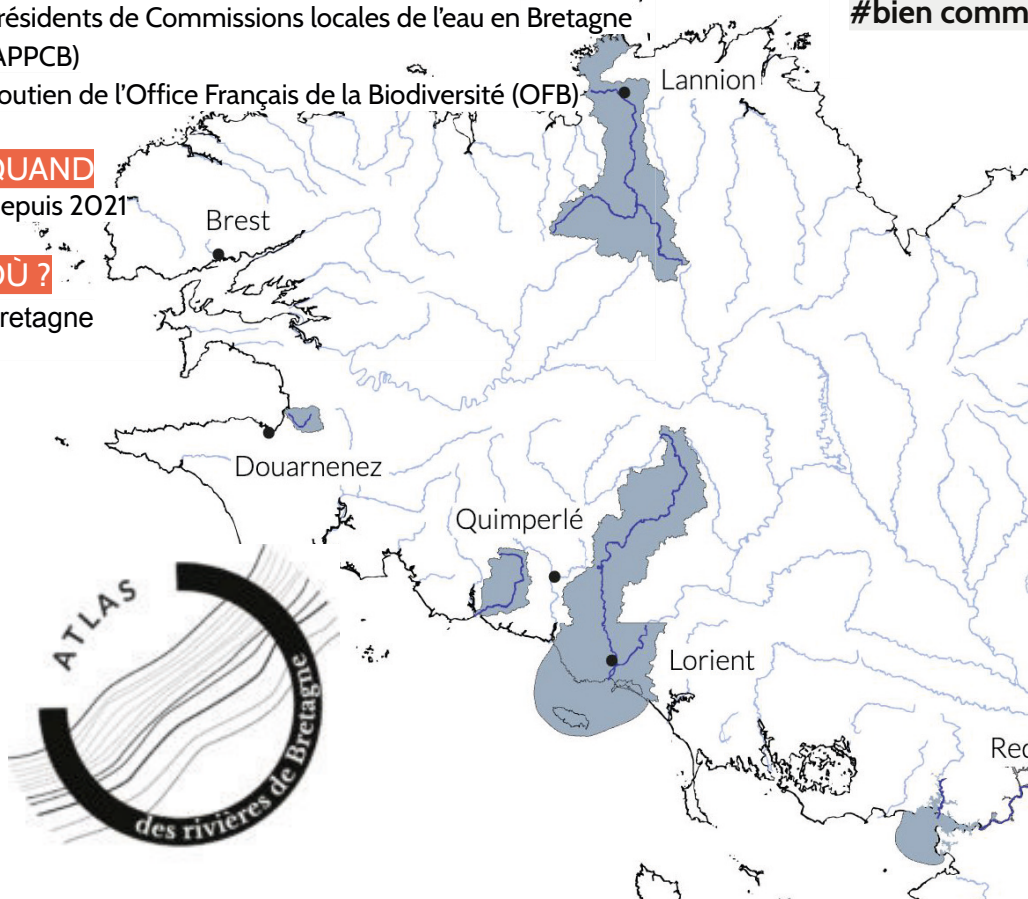 résidents de Commissions locales de l'eau en Bretagne
APPCB)
outien de l'Office Français de la Biodiversité (OFB)
#bien comm
QUAND
epuis 2021
OÙ ?
retagne
Lannion
Brest
Douarnenez
Quimperlé
Lorient
Red
ATLAS
des rivières de Bretagne